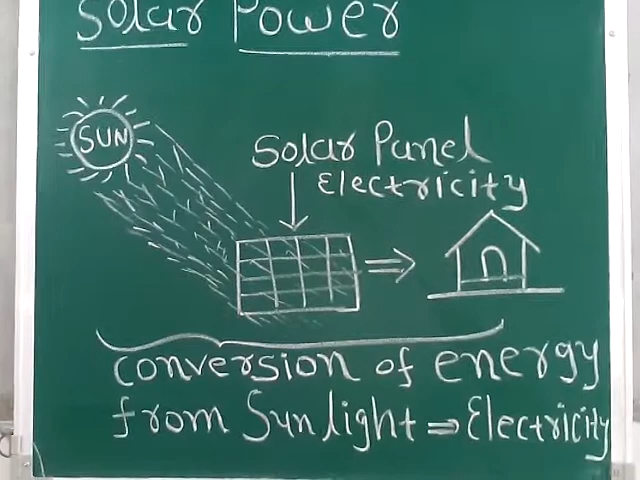 Solar Power
SUN
Solar Panel
Electricity
conversion of energy
from Sunlight ⇒ Electricity